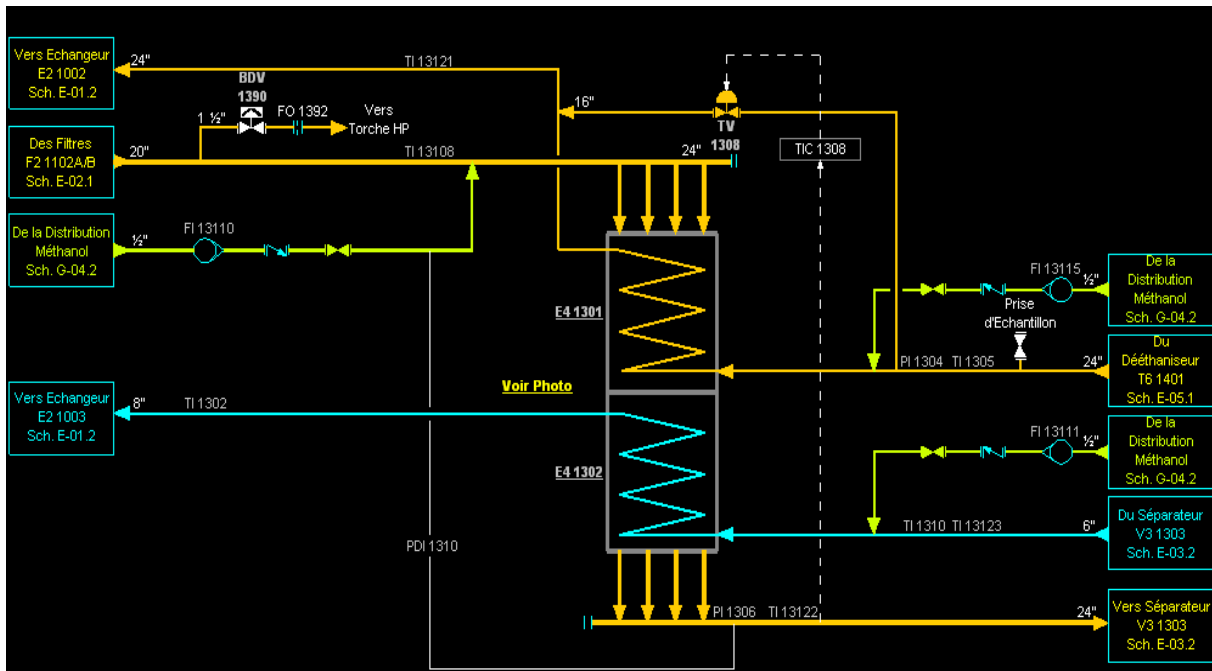 Vers Echangeur
E2 1002
Sch. E-01.2
24"
TI 13121
BDV
1390
FO 1392
1 ½"
Vers
Torche HP
16"
TV
1308
TIC 1308
Des Filtres
F2 1102A/B
Sch. E-02.1
20"
TI 13108
24"
De la Distribution
Méthanol
Sch. G-04.2
½"
FI 13110
E4 1301
FI 13115
½"
De la
Distribution
Méthanol
Sch. G-04.2
Prise
d'Echantillon
PI 1304 TI 1305
24"
Du
Dééthaniseur
T6 1401
Sch. E-05.1
Voir Photo
Vers Echangeur
E2 1003
Sch. E-01.2
8"
TI 1302
E4 1302
FI 13111
½"
De la
Distribution
Méthanol
Sch. G-04.2
TI 1310 TI 13123
6"
Du Séparateur
V3 1303
Sch. E-03.2
PDI 1310
PI 1306 TI 13122
24"
Vers Séparateur
V3 1303
Sch. E-03.2